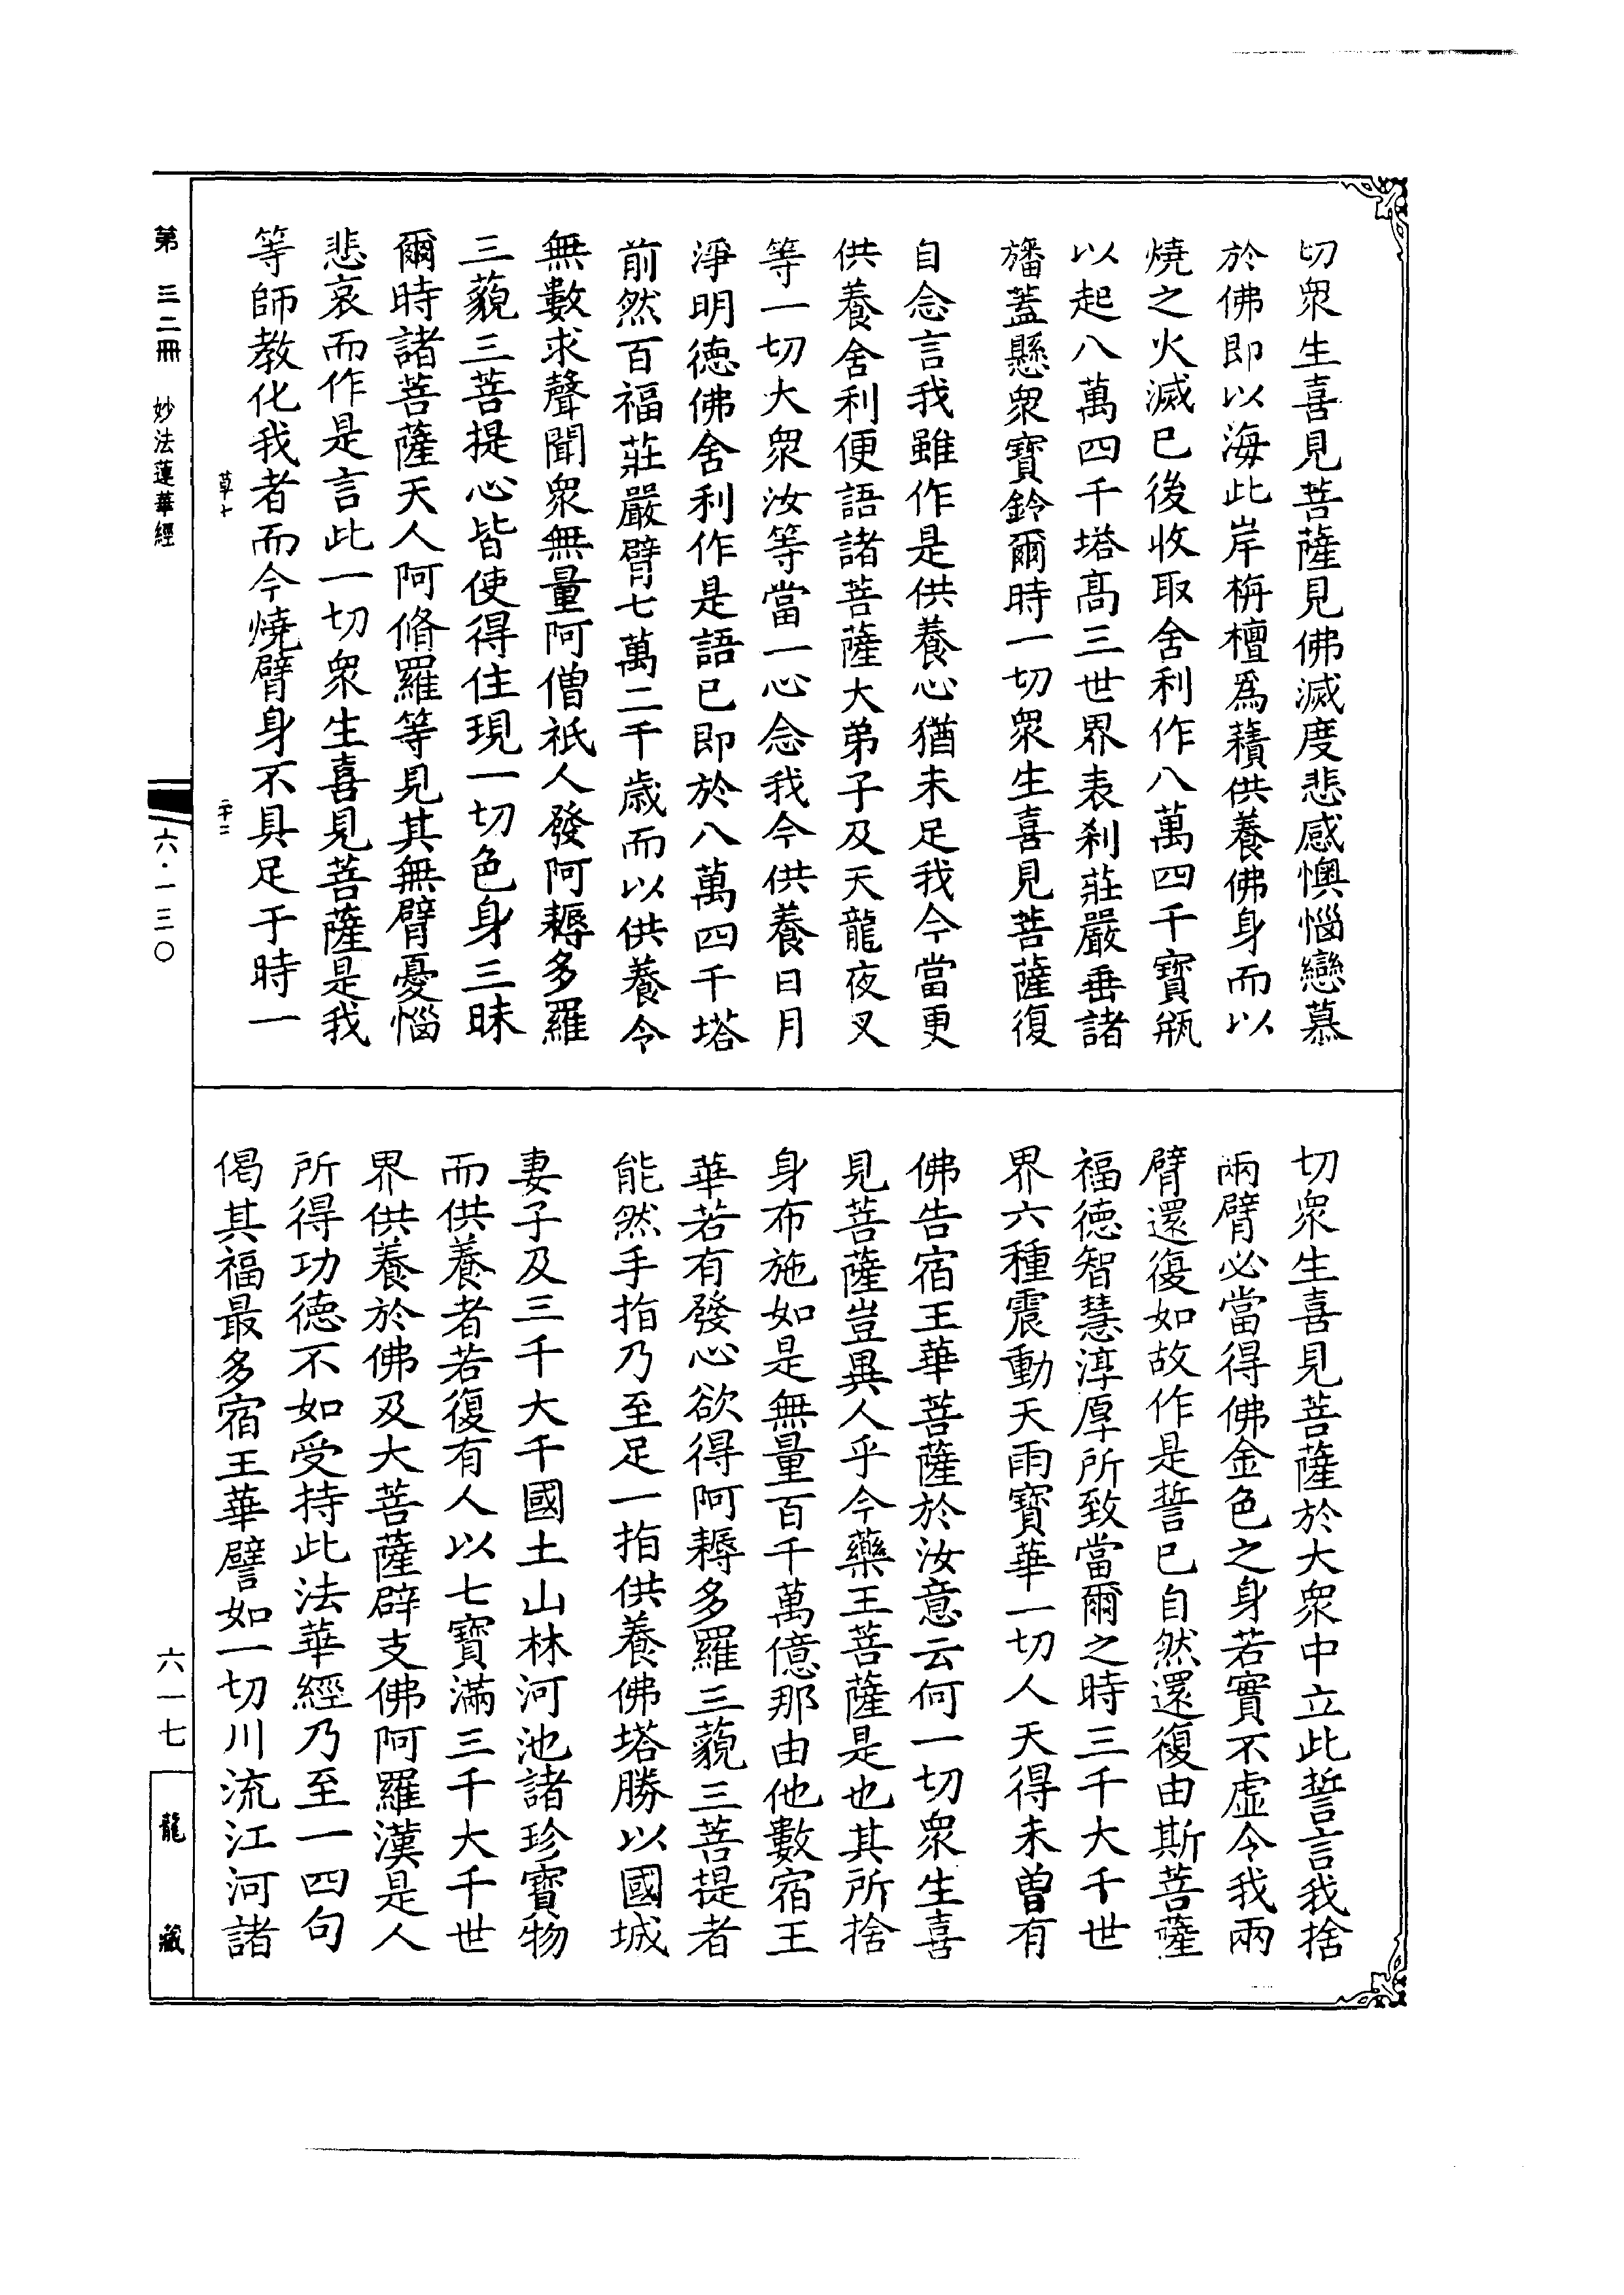 切衆生喜見菩薩見佛滅度悲感懊惱戀慕
於佛即以海此岸栴檀爲𧂐供養佛身而以
燒之火滅已後收取舍利作八萬四千寶瓶
以起八萬四千塔高三世界表刹莊嚴垂諸
旛蓋懸衆寶鈴爾時一切衆生喜見菩薩復
自念言我雖作是供養心猶未足我今當更
供養舍利便語諸菩薩大弟子及天龍夜叉
等一切大衆汝等當一心念我今供養日月
淨明德佛舍利作是語已即於八萬四千塔
前然百福莊嚴臂七萬二千歲而以供養令
無數求聲聞衆無量阿僧祇人發阿耨多羅
三藐三菩提心皆使得住現一切色身三昧
爾時諸菩薩天人阿脩羅等見其無臂憂惱
悲哀而作是言此一切衆生喜見菩薩是我
等師教化我者而今燒臂身不具足于時一
切衆生喜見菩薩於大衆中立此誓言我捨
兩臂必當得佛金色之身若實不虛令我兩
臂還復如故作是誓已自然還復由斯菩薩
福德智慧淳厚所致當爾之時三千大千世
界六種震動天雨寶華一切人天得未曾有
佛告宿王華菩薩於汝意云何一切衆生喜
見菩薩豈異人乎今藥王菩薩是也其所捨
身布施如是無量百千萬億那由他數宿王
華若有發心欲得阿耨多羅三藐三菩提者
能然手指乃至足一指供養佛塔勝以國城
妻子及三千大千國土山林河池諸珍寶物
而供養者若復有人以七寶滿三千大千世
界供養於佛及大菩薩辟支佛阿羅漢是人
所得功德不如受持此法華經乃至一四句
偈其福最多宿王華譬如一切川流江河諸
草七
二十二
第三二冊 妙法蓮華經
六·一三〇
六一七
龍藏